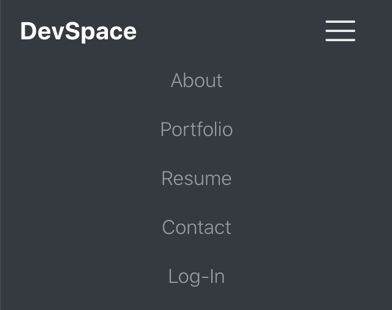 DevSpace
About
Portfolio
Resume
Contact
Log-In